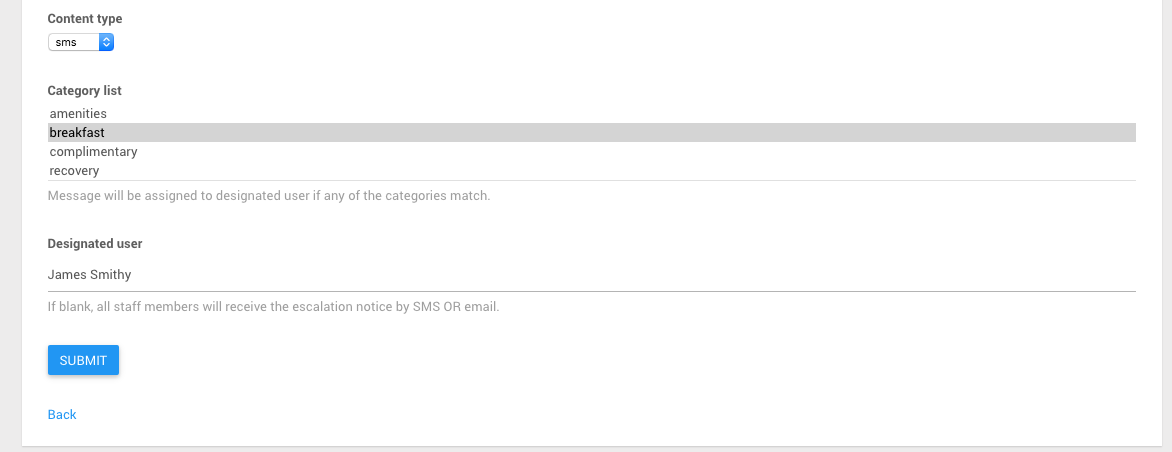 Content type
sms
Category list
amenities
breakfast
complimentary
recovery
Message will be assigned to designated user if any of the categories match.
Designated user
James Smithy
If blank, all staff members will receive the escalation notice by SMS OR email.
SUBMIT
Back